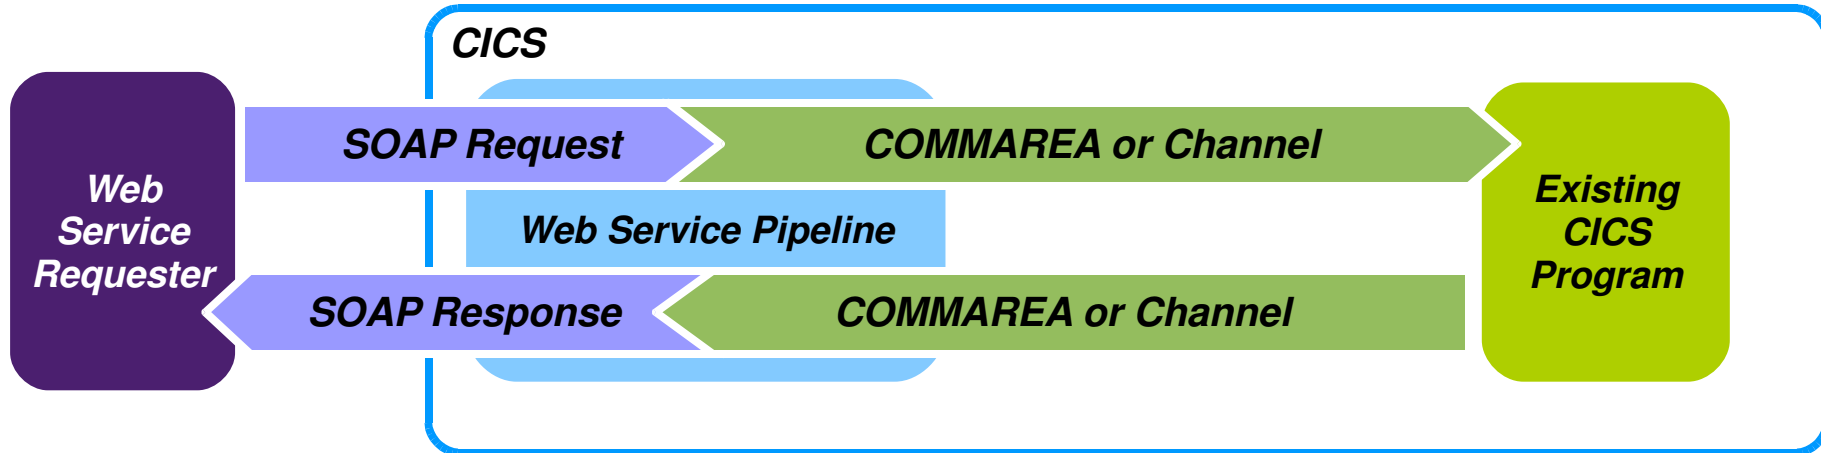 CICS
SOAP Request
COMMAREA or Channel
Web
Service
Requester
Web Service Pipeline
Existing
CICS
Program
SOAP Response
COMMAREA or Channel